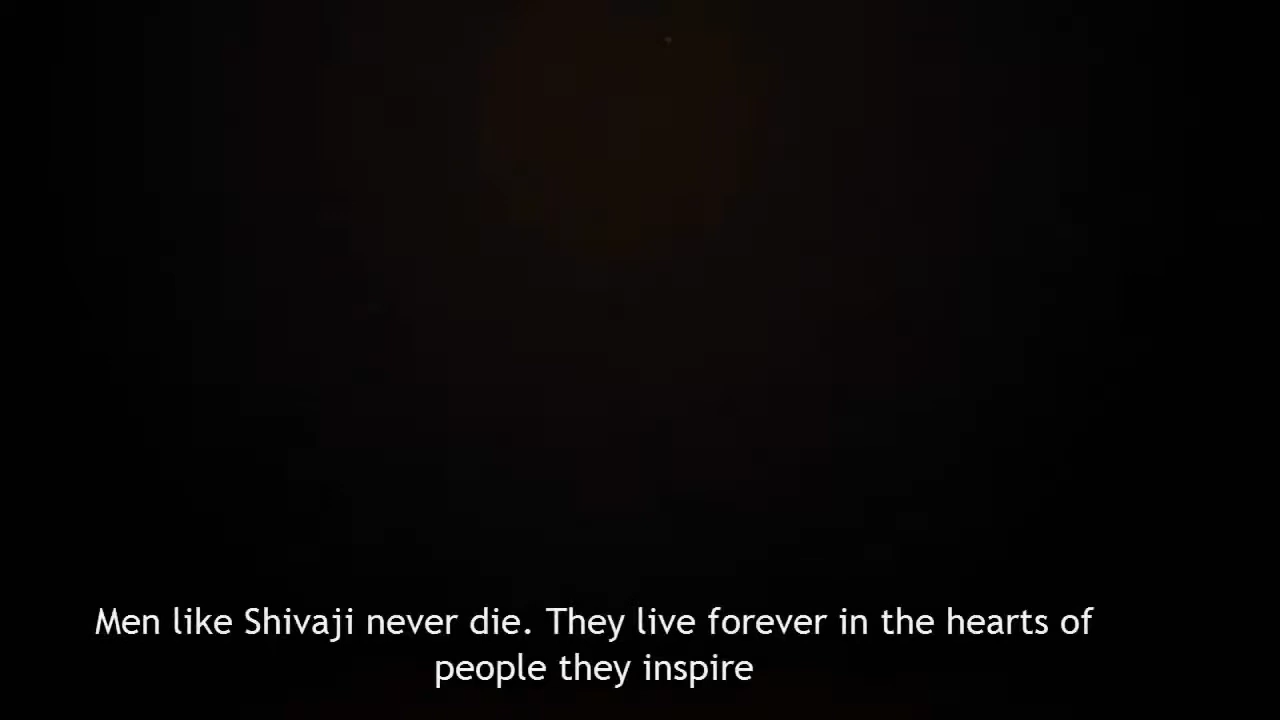 Men like Shivaji never die. They live forever in the hearts of
people they inspire